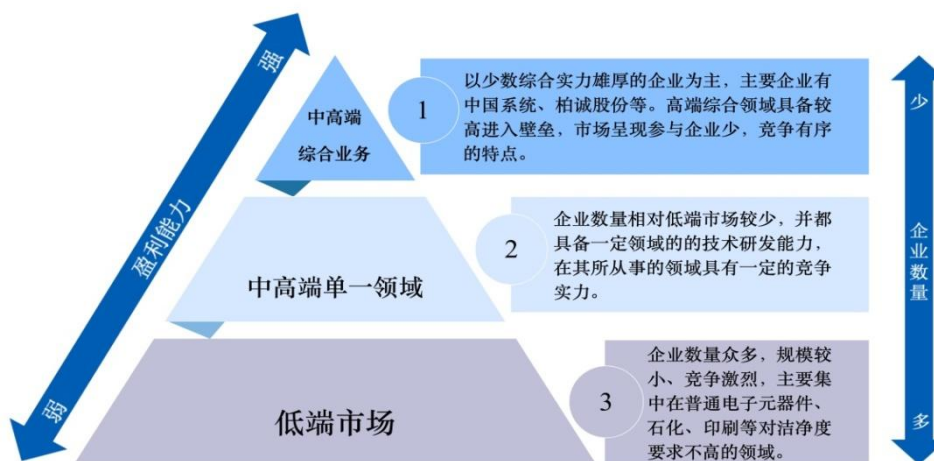 强
盈利能力
弱
中高端
综合业务
1
以少数综合实力雄厚的企业为主，主要企业有
中国系统、柏诚股份等。高端综合领域具备较
高进入壁垒，市场呈现参与企业少，竞争有序
的特点。
中高端单一领域
2
企业数量相对低端市场较少，并都
具备一定领域的的技术研发能力，
在其所从事的领域具有一定的竞争
实力。
低端市场
3
企业数量众多，规模较
小、竞争激烈，主要集
中在普通电子元器件、
石化、印刷等对洁净度
要求不高的领域。
少
企业数量
多